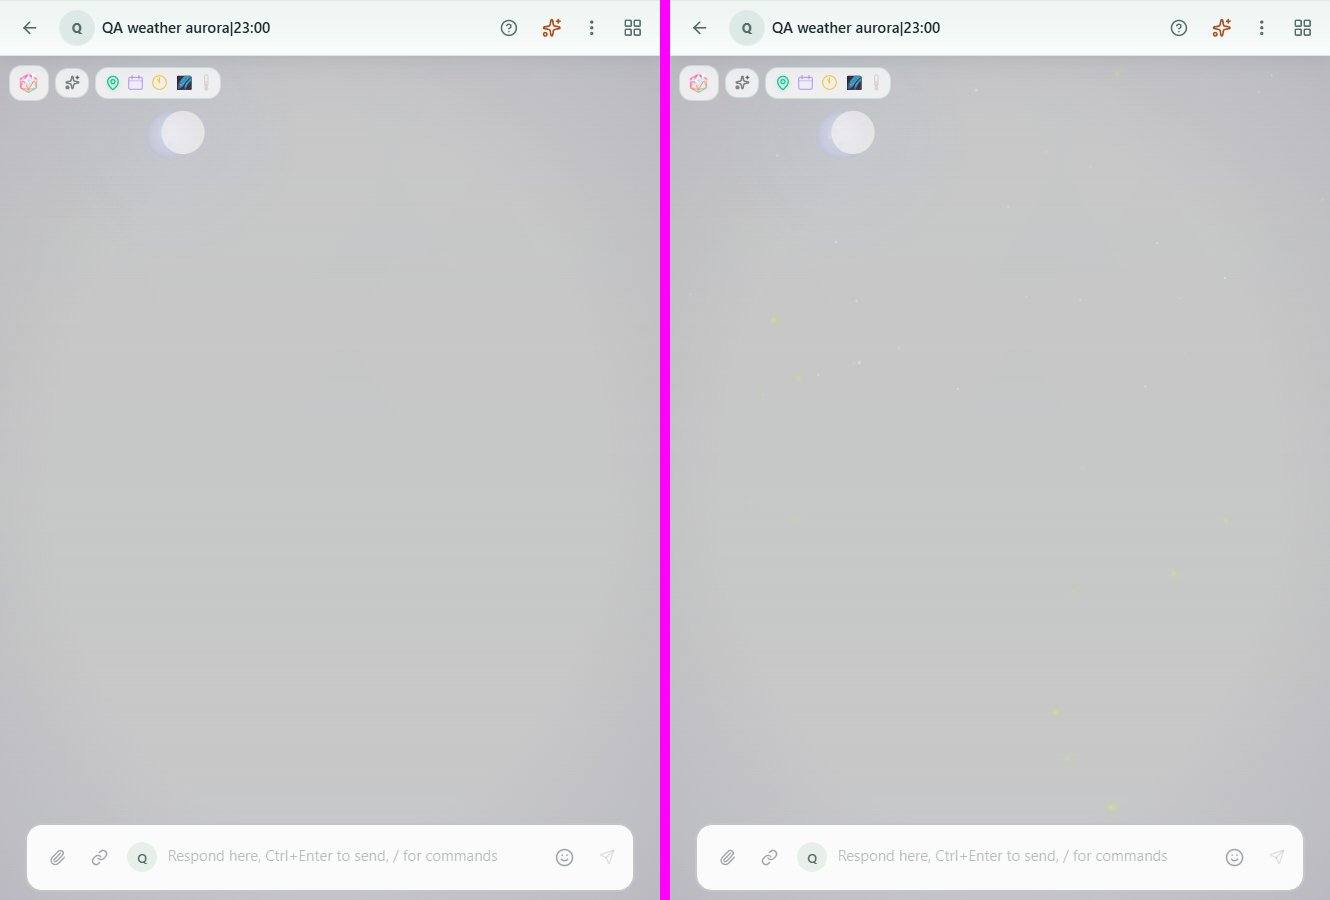 Q QA weather aurora|23:00
Q Respond here, Ctrl+Enter to send, / for commands
Q QA weather aurora|23:00
Q Respond here, Ctrl+Enter to send, / for commands